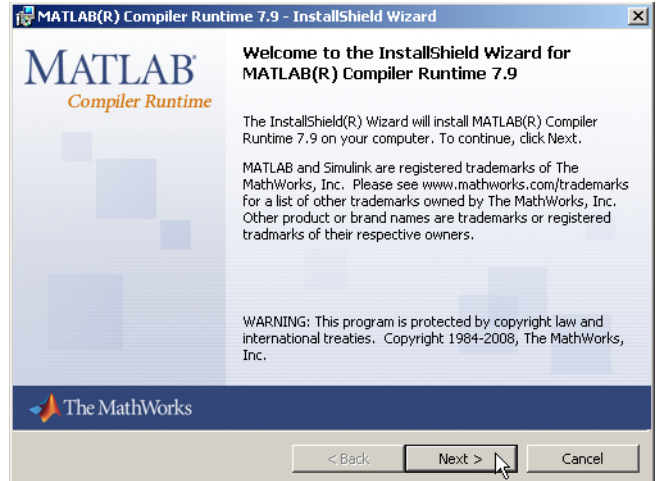 MATLAB(R) Compiler Runtime 7.9 - InstallShield Wizard
MATLAB®
Compiler Runtime
Welcome to the InstallShield Wizard for
MATLAB(R) Compiler Runtime 7.9
The InstallShield(R) Wizard will install MATLAB(R) Compiler
Runtime 7.9 on your computer. To continue, click Next.
MATLAB and Simulink are registered trademarks of The
MathWorks, Inc.  Please see www.mathworks.com/trademarks
for a list of other trademarks owned by The MathWorks, Inc.
Other product or brand names are trademarks or registered
tradmarks of their respective owners.
WARNING: This program is protected by copyright law and
international treaties.  Copyright 1984-2008, The MathWorks,
Inc.
The MathWorks
< Back
Next >
Cancel